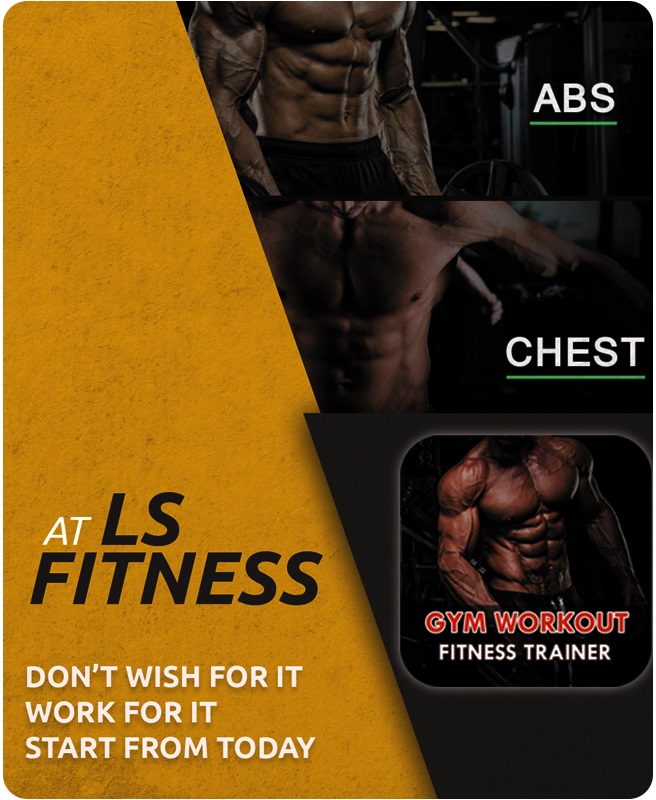 ABS
CHEST
AT LS
FITNESS
GYM WORKOUT
FITNESS TRAINER
DON'T WISH FOR IT
WORK FOR IT
START FROM TODAY